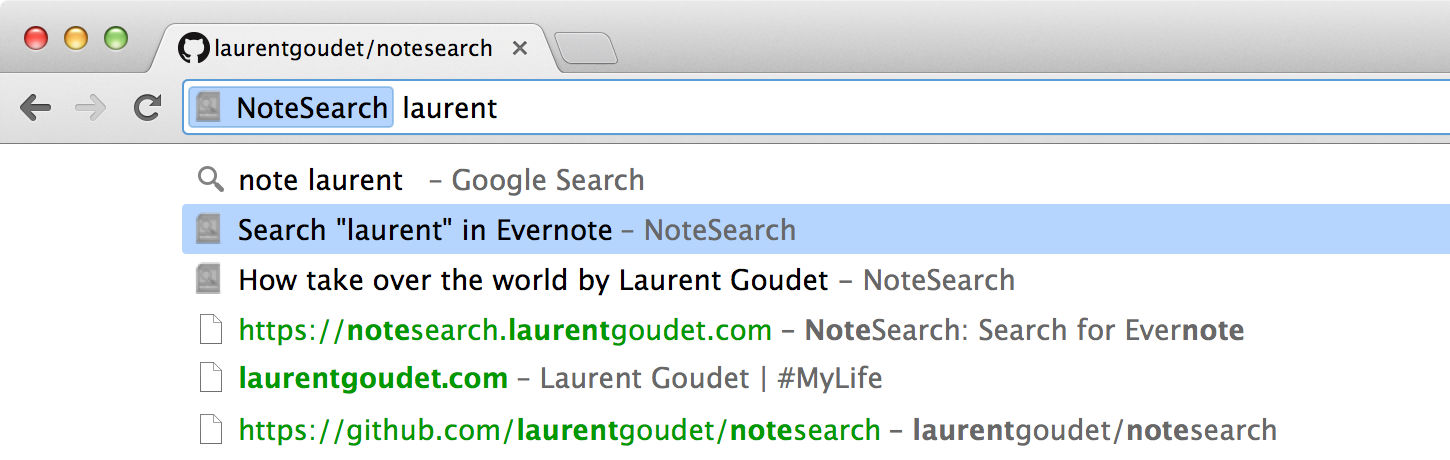 laurentgoudet/notesearch
NoteSearch laurent
note laurent – Google Search
Search "laurent" in Evernote – NoteSearch
How take over the world by Laurent Goudet – NoteSearch
https://notesearch.laurentgoudet.com – NoteSearch: Search for Evernote
laurentgoudet.com – Laurent Goudet | #MyLife
https://github.com/laurentgoudet/notesearch – laurentgoudet/notesearch